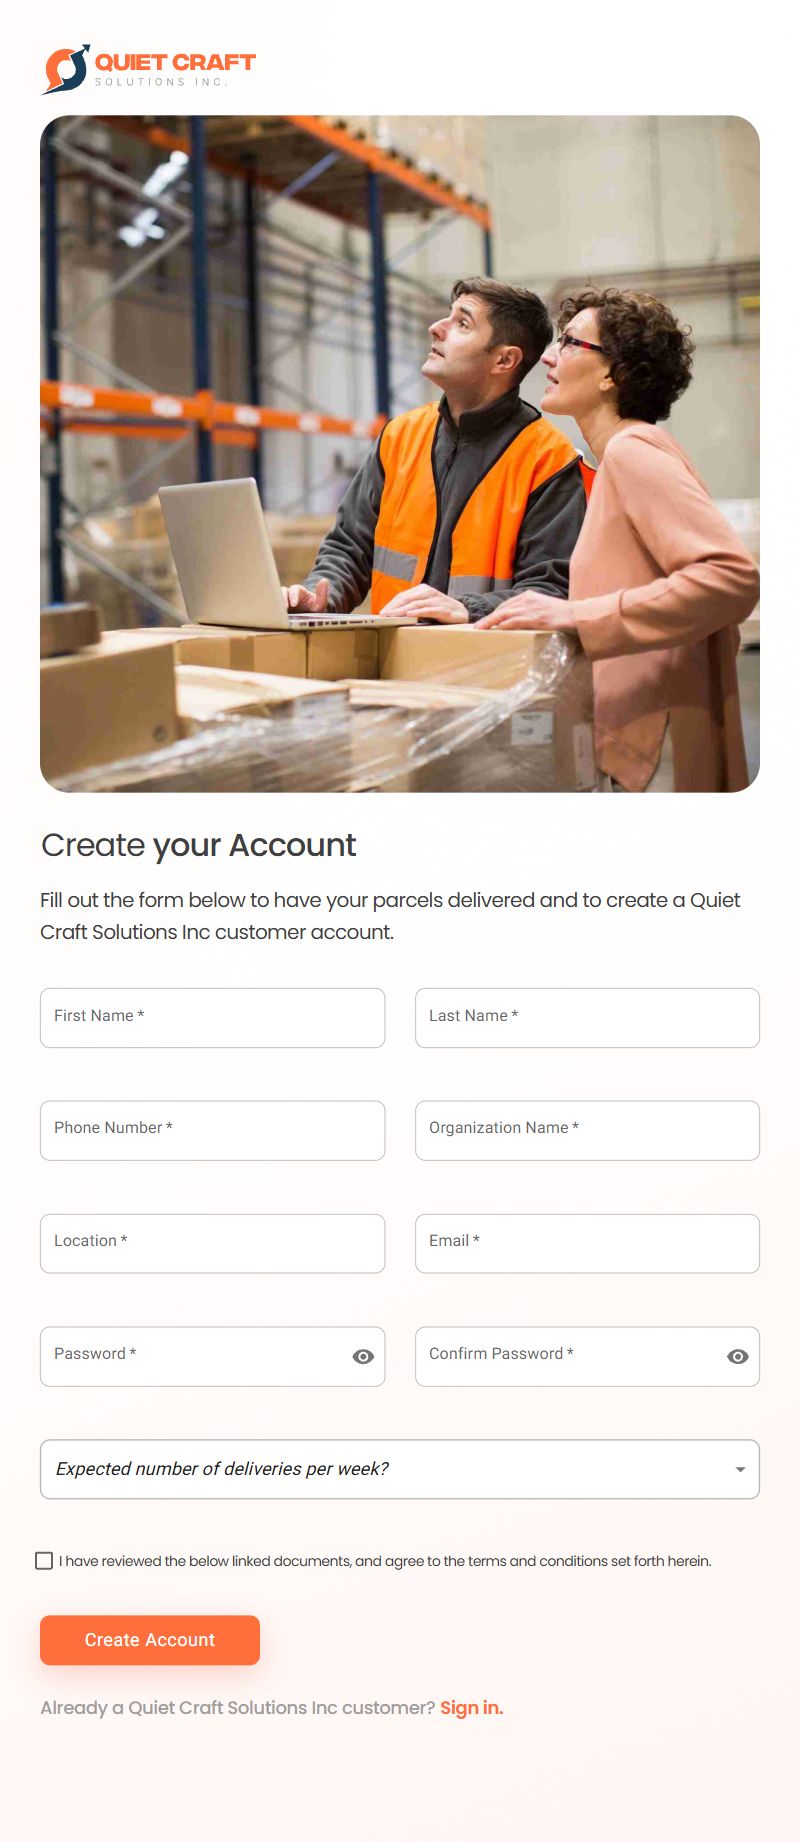 QUIET CRAFT
SOLUTIONS INC.
Create your Account
Fill out the form below to have your parcels delivered and to create a Quiet
Craft Solutions Inc customer account.
First Name *
Last Name *
Phone Number *
Organization Name *
Location *
Email *
Password *
Confirm Password *
Expected number of deliveries per week?
I have reviewed the below linked documents, and agree to the terms and conditions set forth herein.
Create Account
Already a Quiet Craft Solutions Inc customer? Sign in.